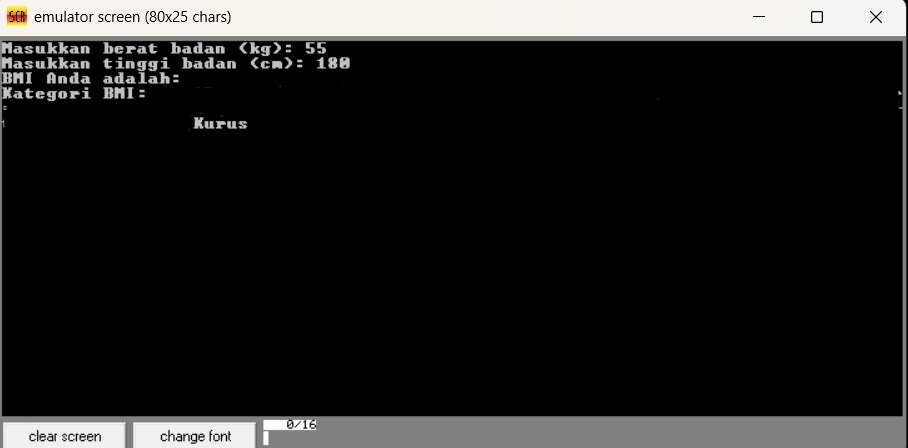 SCR emulator screen (80x25 chars)
Masukkan berat badan (kg): 55
Masukkan tinggi badan (cm): 180
BMI Anda adalah:
Kategori BMI:
Kurus
0/16
clear screen change font